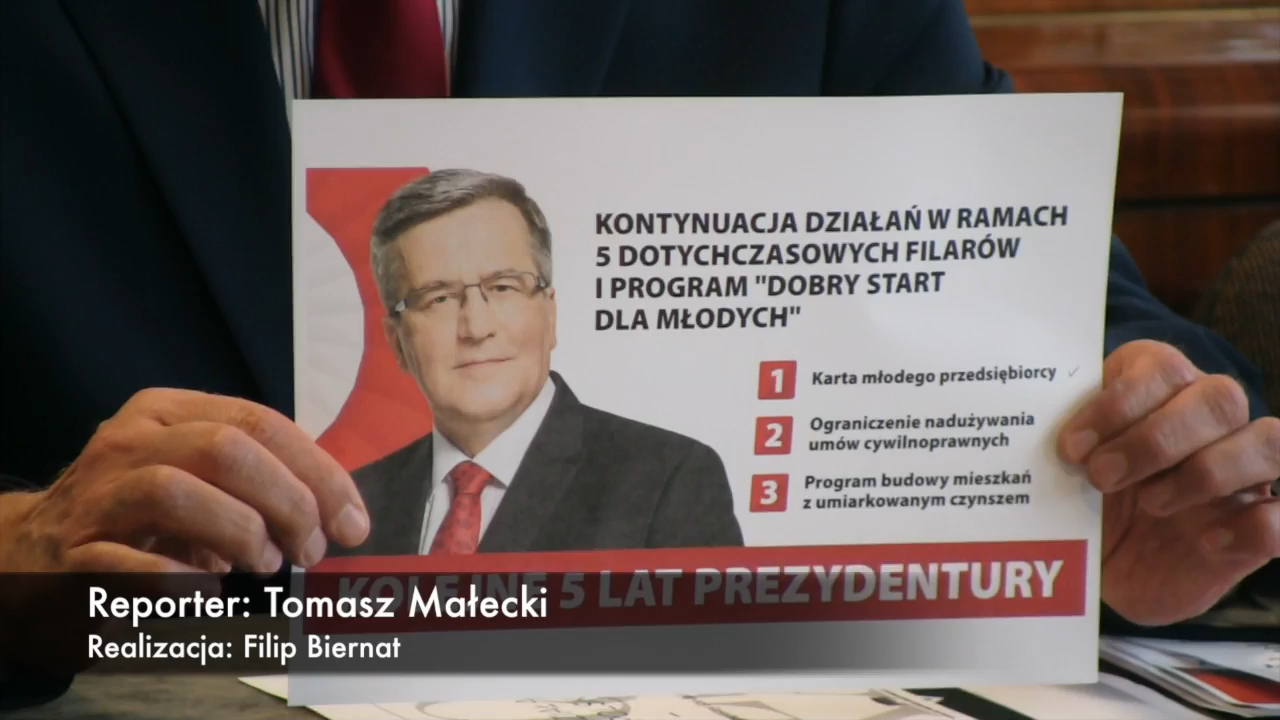 KONTYNUACJA DZIAŁAŃ W RAMACH
5 DOTYCHCZASOWYCH FILARÓW
I PROGRAM "DOBRY START
DLA MŁODYCH"
1 Karta młodego przedsiębiorcy
2 Ograniczenie nadużywania
umów cywilnoprawnych
3 Program budowy mieszkań
z umiarkowanym czynszem
KOLEJNE 5 LAT PREZYDENTURY
Reporter: Tomasz Małecki
Realizacja: Filip Biernat